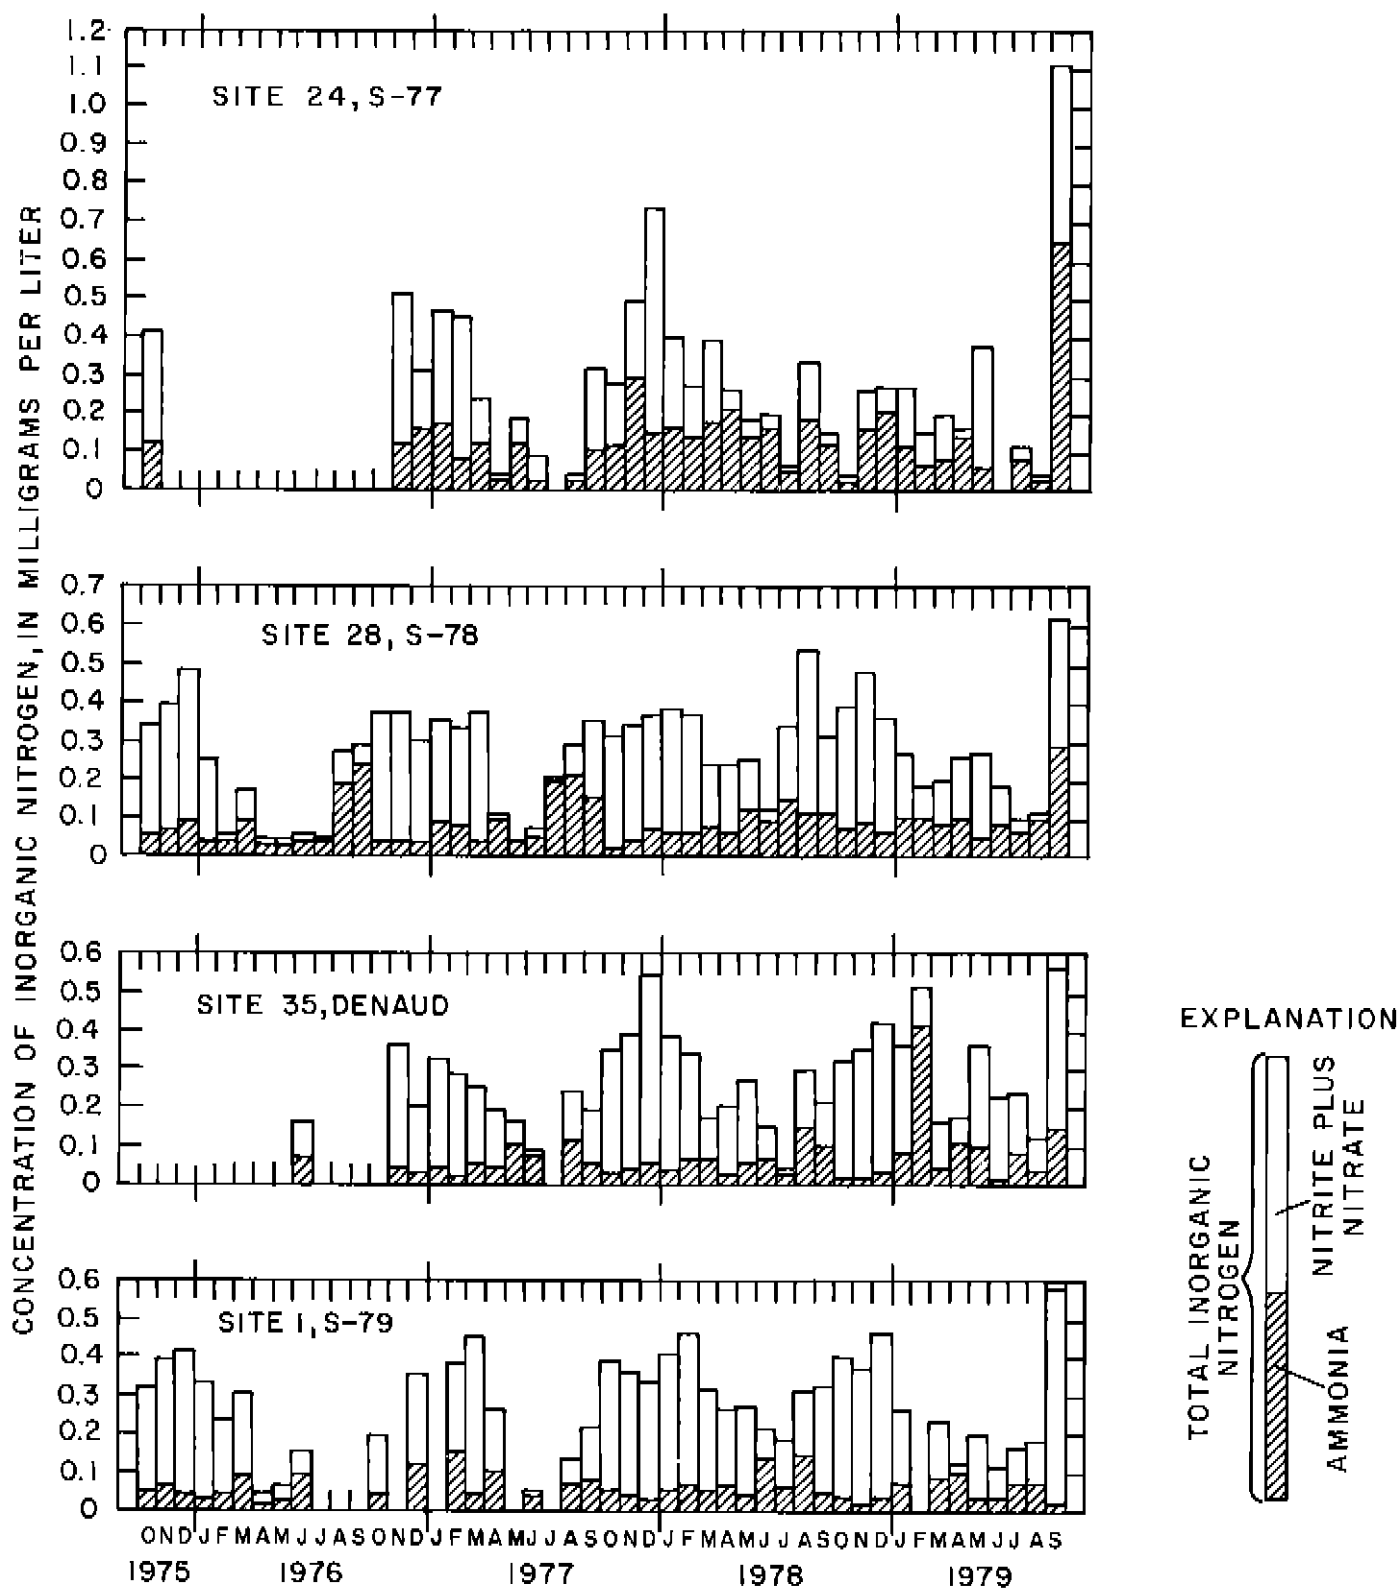 CONCENTRATION OF INORGANIC NITROGEN, IN MILLIGRAMS PER LITER
1.2
1.1
1.0
0.9
0.8
0.7
0.6
0.5
0.4
0.3
0.2
0.1
0
SITE 24, S-77
0.7
0.6
0.5
0.4
0.3
0.2
0.1
0
SITE 28, S-78
0.6
0.5
0.4
0.3
0.2
0.1
0
SITE 35, DENAUD
0.6
0.5
0.4
0.3
0.2
0.1
0
SITE 1, S-79
O N D J F M A M J J A S O N D J F M A M J J A S O N D J F M A M J J A S O N D J F M A M J J A S
1975 1976 1977 1978 1979
EXPLANATION
TOTAL INORGANIC
NITROGEN
NITRITE PLUS
NITRATE
AMMONIA